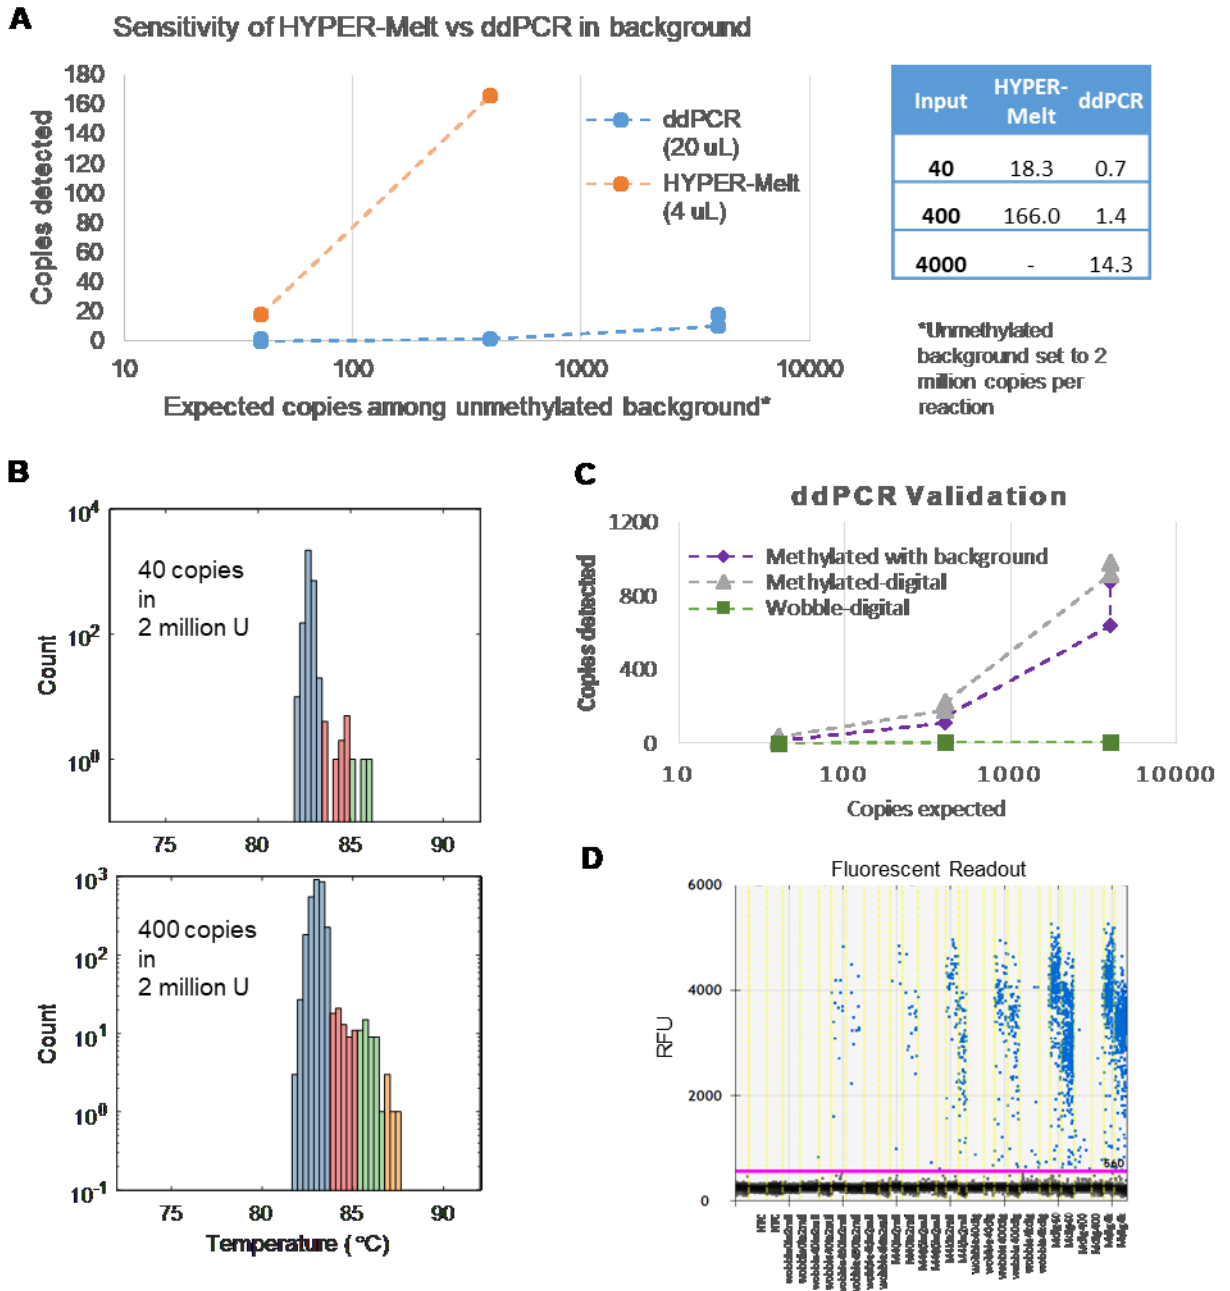 A
Sensitivity of HYPER-Melt vs ddPCR in background
180
160
140
120
100
80
60
40
20
0
Copies detected
10
100
1000
10000
Expected copies among unmethylated background*
ddPCR
(20 uL)
HYPER-Melt
(4 uL)
Input HYPER-Melt ddPCR
40 18.3 0.7
400 166.0 1.4
4000 - 14.3
*Unmethylated
background set to 2
million copies per
reaction
B
10^4
10^2
10^0
Count
40 copies
in
2 million U
75 80 85 90
10^3
10^2
10^1
10^0
10^-1
Count
400 copies
in
2 million U
75 80 85 90
Temperature (°C)
C
ddPCR Validation
1200
800
400
0
Copies detected
Methylated with background
Methylated-digital
Wobble-digital
10 100 1000 10000
Copies expected
D
Fluorescent Readout
6000
4000
2000
0
RFU
560
NTC
NTC